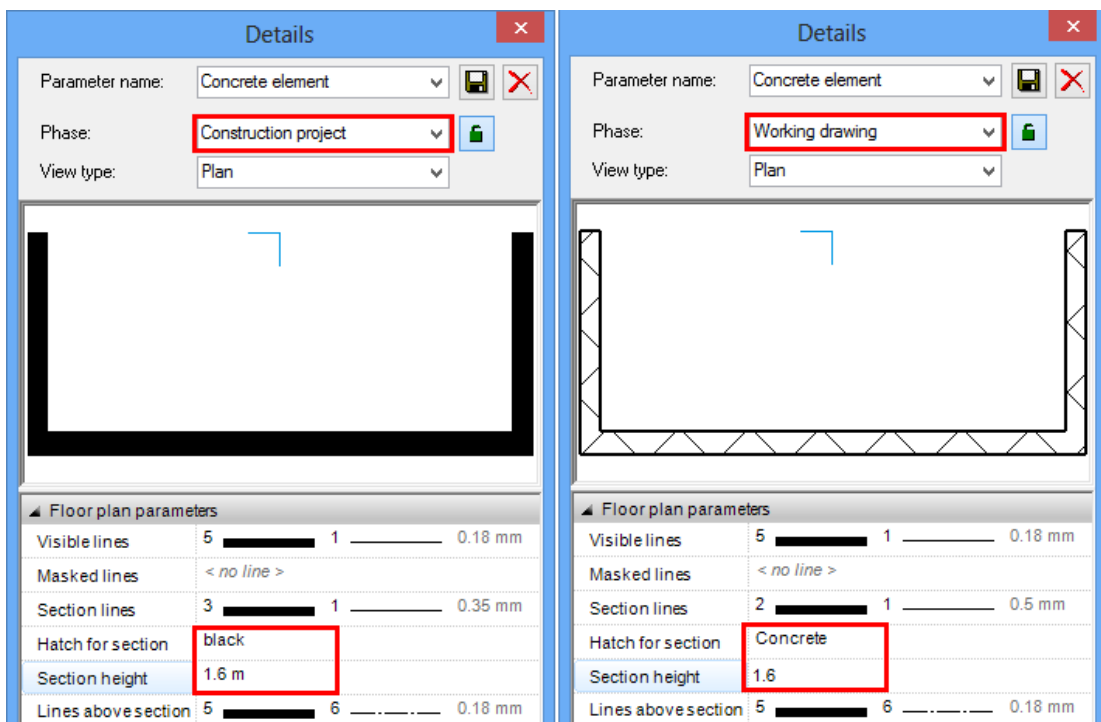 Details
Parameter name: Concrete element
Phase: Construction project
View type: Plan
Floor plan parameters
Visible lines 5 1 0.18 mm
Masked lines < no line >
Section lines 3 1 0.35 mm
Hatch for section black
Section height 1.6 m
Lines above section 5 6 0.18 mm
Details
Parameter name: Concrete element
Phase: Working drawing
View type: Plan
Floor plan parameters
Visible lines 5 1 0.18 mm
Masked lines < no line >
Section lines 2 1 0.5 mm
Hatch for section Concrete
Section height 1.6
Lines above section 5 6 0.18 mm